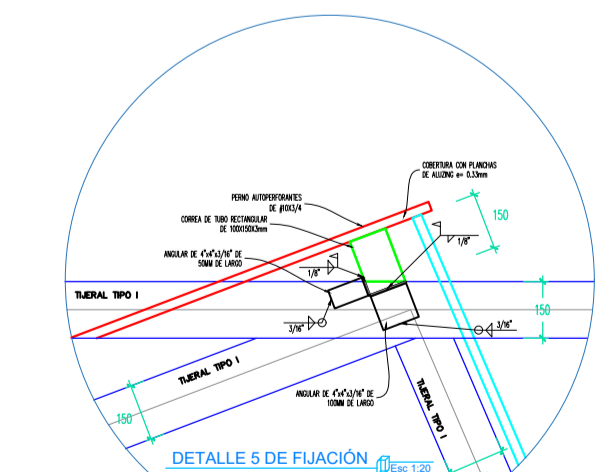 COBERTURA CON PLANCHAS
DE ALUZING e= 0.33mm
PERNO AUTOPERFORANTES
DE #10X3/4
CORREA DE TUBO RECTANGULAR
DE 100X150X3mm
150
1/8"
ANGULAR DE 4"x4"x3/16" DE
50MM DE LARGO
1/8"
TIJERAL TIPO I
150
3/16"
3/16"
TIJERAL TIPO I
ANGULAR DE 4"x4"x3/16" DE
100MM DE LARGO
TIJERAL TIPO I
150
DETALLE 5 DE FIJACIÓN
Esc 1:20